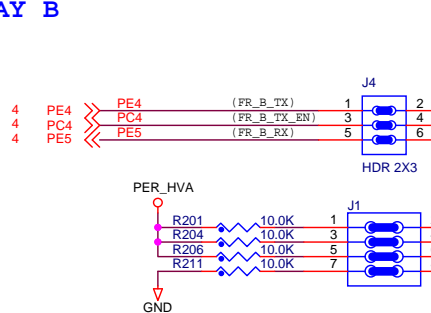 AY B
J4
4 PE4 PE4 (FR_B_TX) 1 2
4 PC4 PC4 (FR_B_TX_EN) 3 4
4 PE5 PE5 (FR_B_RX) 5 6
HDR 2X3
PER_HVA
J1
R201 10.0K 1
R204 10.0K 3
R206 10.0K 5
R211 10.0K 7
GND